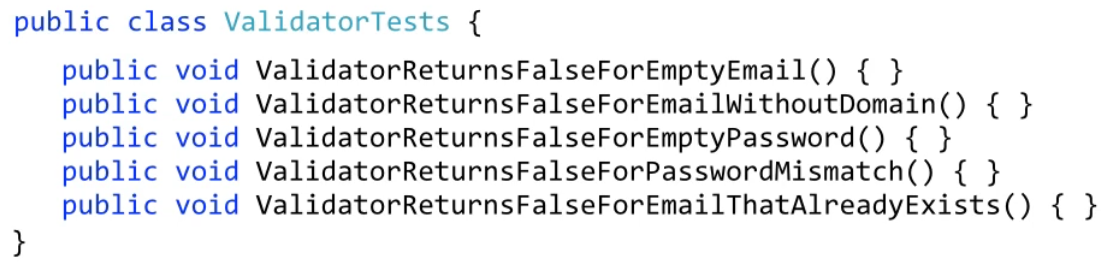 public class ValidatorTests {
public void ValidatorReturnsFalseForEmptyEmail() { }
public void ValidatorReturnsFalseForEmailWithoutDomain() { }
public void ValidatorReturnsFalseForEmptyPassword() { }
public void ValidatorReturnsFalseForPasswordMismatch() { }
public void ValidatorReturnsFalseForEmailThatAlreadyExists() { }
}